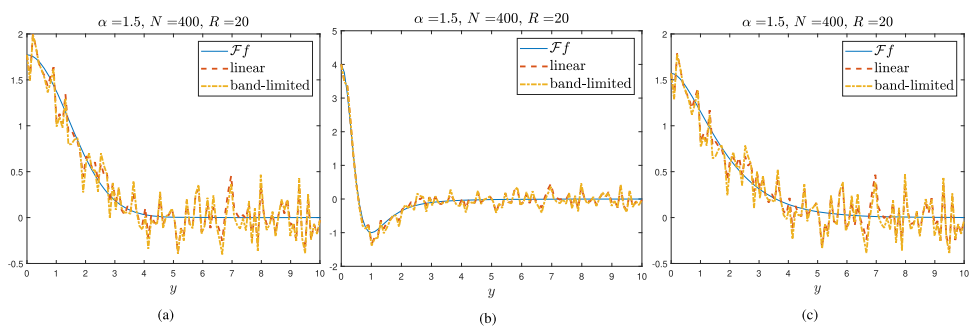 α = 1.5, N =400, R =20
2
1.5
1
0.5
0
-0.5
0 1 2 3 4 5 6 7 8 9 10
y
ℱf
linear
band-limited
(a)
α = 1.5, N =400, R =20
5
4
3
2
1
0
-1
-2
0 1 2 3 4 5 6 7 8 9 10
y
ℱf
linear
band-limited
(b)
α = 1.5, N =400, R =20
2
1.5
1
0.5
0
-0.5
0 1 2 3 4 5 6 7 8 9 10
y
ℱf
linear
band-limited
(c)